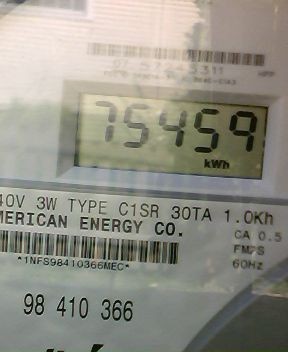 75459
kWh
40V 3W TYPE C1SR 30TA 1.0Kh
MERICAN ENERGY CO.
CA 0.5
*1NFS98410366MEC*
FM2S
60Hz
98 410 366